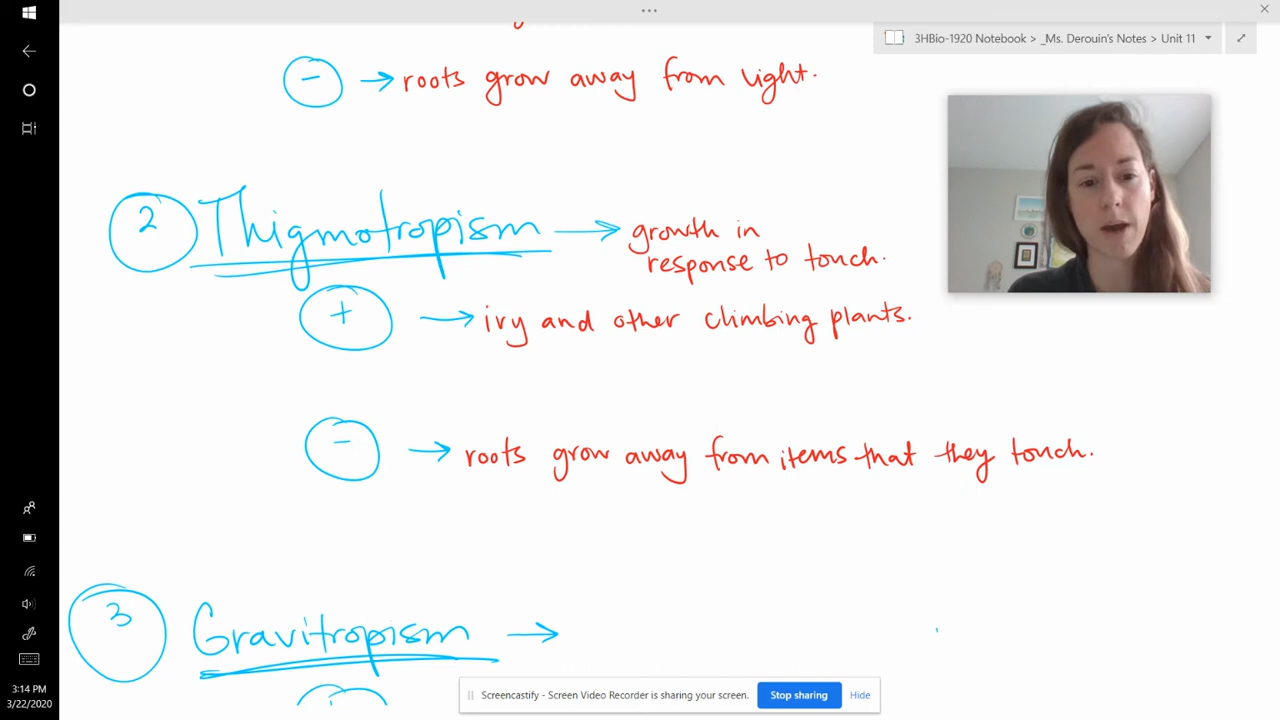 3HBio-1920 Notebook > _Ms. Derouin's Notes > Unit 11
- → roots grow away from light.
2 Thigmotropism → growth in
response to touch.
+ → ivy and other climbing plants.
- → roots grow away from items that they touch.
3 Gravitropism →
Screencastify - Screen Video Recorder is sharing your screen.
Stop sharing
Hide
3:14 PM
3/22/2020